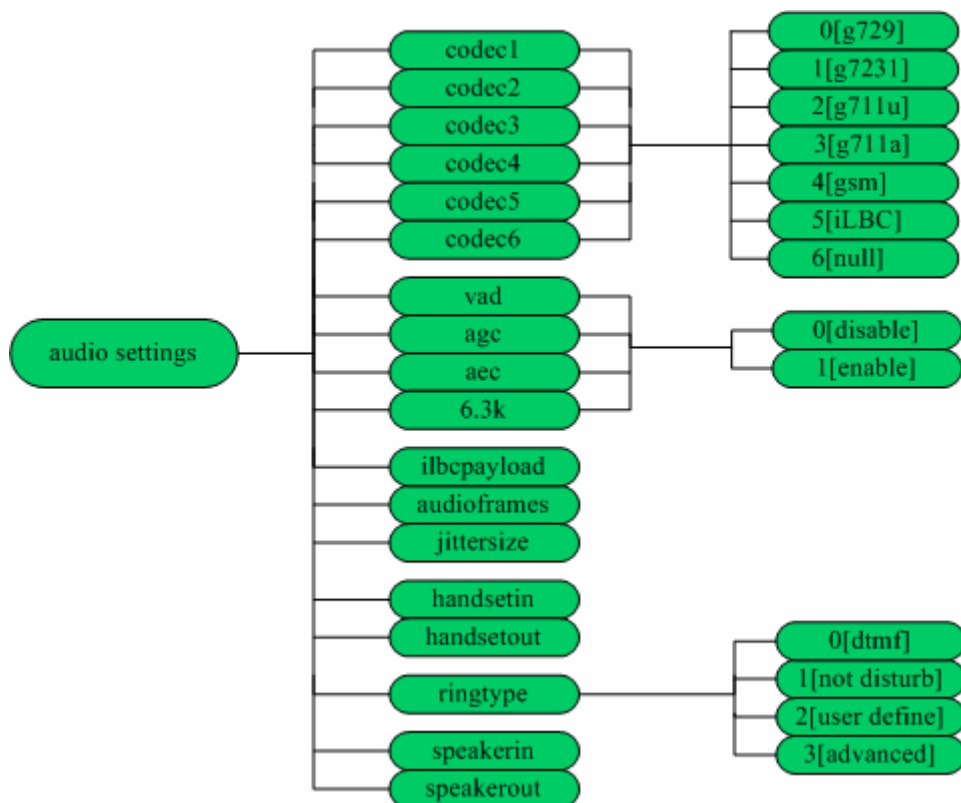 audio settings
codec1
codec2
codec3
codec4
codec5
codec6
vad
agc
aec
6.3k
ilbcpayload
audioframes
jittersize
handsetin
handsetout
ringtype
speakerin
speakerout
0[g729]
1[g7231]
2[g711u]
3[g711a]
4[gsm]
5[iLBC]
6[null]
0[disable]
1[enable]
0[dtmf]
1[not disturb]
2[user define]
3[advanced]